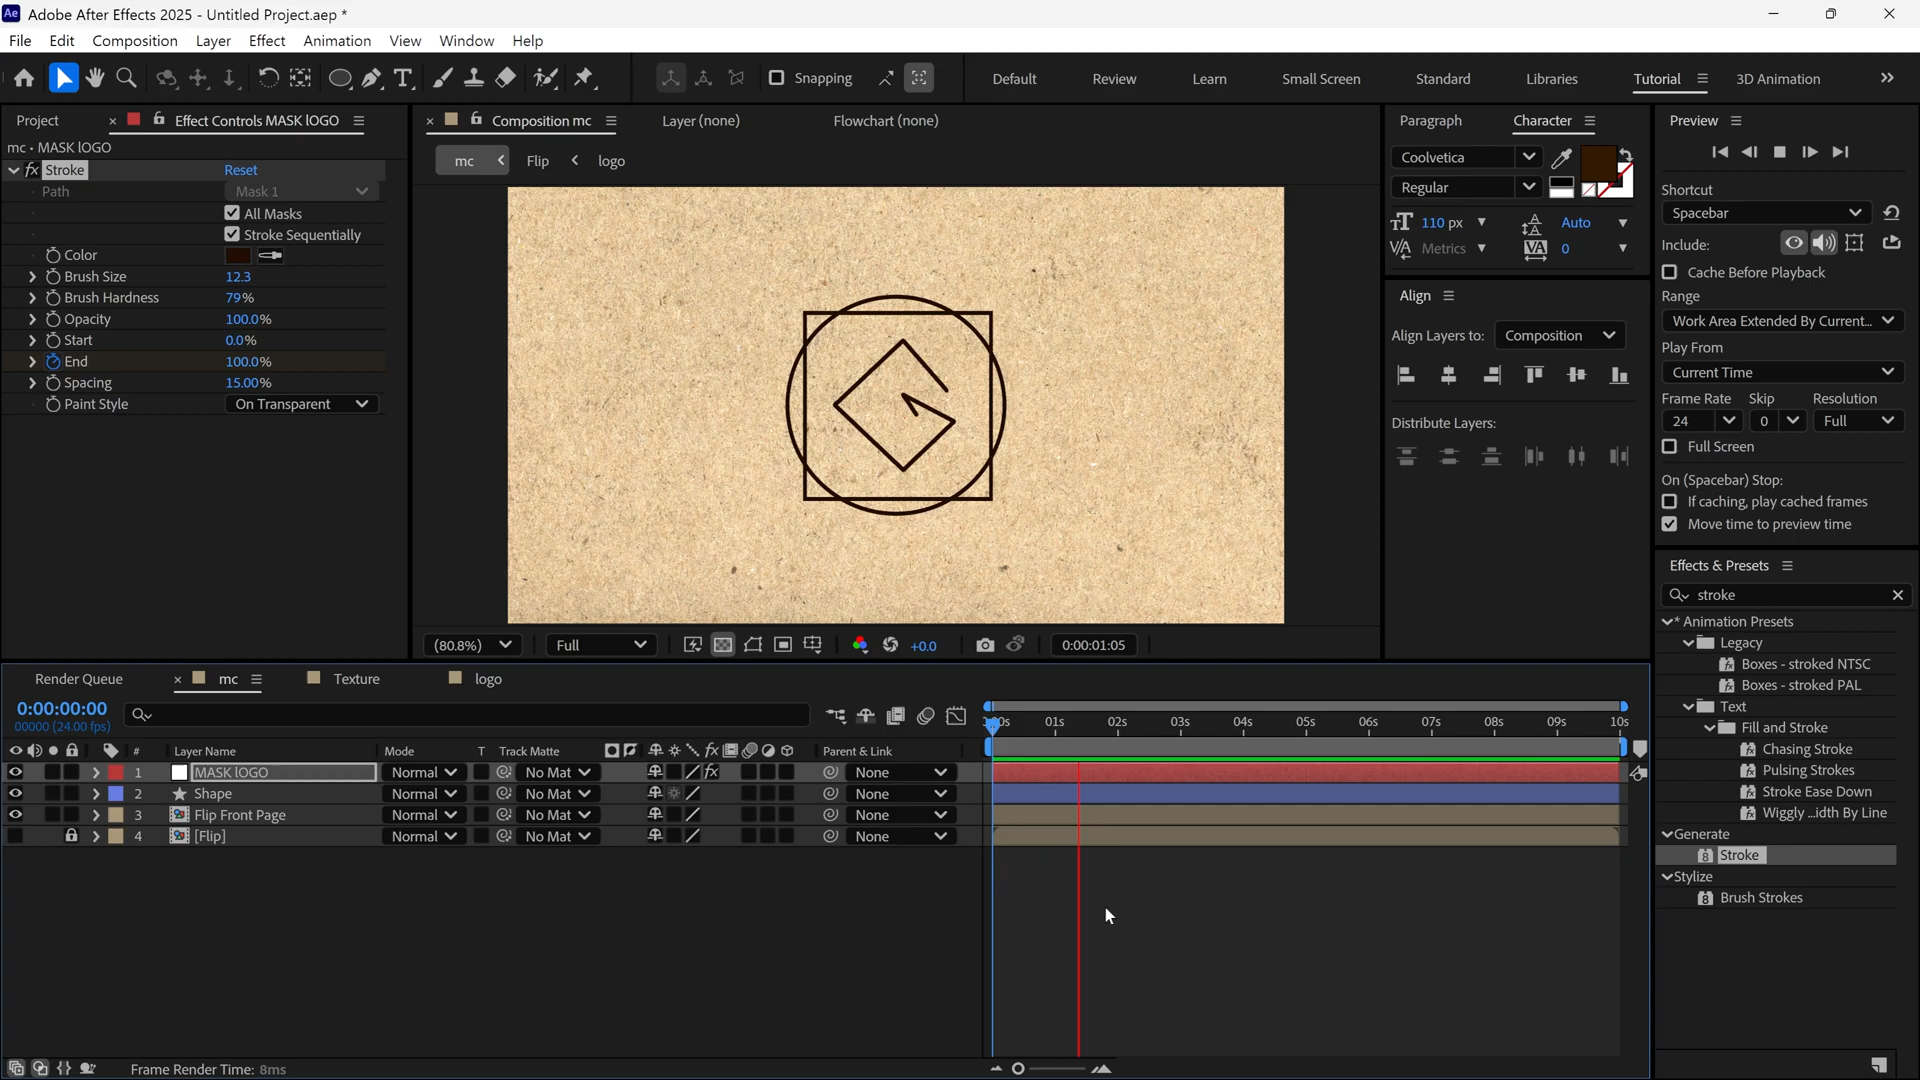 Adobe After Effects 2025 - Untitled Project.aep *
File Edit Composition Layer Effect Animation View Window Help
Snapping
Default Review Learn Small Screen Standard Libraries Tutorial 3D Animation
Project
Effect Controls MASK lOGO
mc • MASK lOGO
fx Stroke Reset
Path Mask 1
All Masks
Stroke Sequentially
Color
Brush Size 12.3
Brush Hardness 79%
Opacity 100.0%
Start 0.0%
End 100.0%
Spacing 15.00%
Paint Style On Transparent
Composition mc
Layer (none)
Flowchart (none)
mc Flip logo
(80.8%) Full +0.0 0:00:01:05
Paragraph Character
Coolvetica
Regular
110 px Auto
Metrics 0
Align
Align Layers to: Composition
Distribute Layers:
Preview
Shortcut
Spacebar
Include:
Cache Before Playback
Range
Work Area Extended By Current...
Play From
Current Time
Frame Rate Skip Resolution
24 0 Full
Full Screen
On (Spacebar) Stop:
If caching, play cached frames
Move time to preview time
Effects & Presets
stroke
* Animation Presets
Legacy
Boxes - stroked NTSC
Boxes - stroked PAL
Text
Fill and Stroke
Chasing Stroke
Pulsing Strokes
Stroke Ease Down
Wiggly ...idth By Line
Generate
Stroke
Stylize
Brush Strokes
Render Queue mc Texture logo
0:00:00:00
00000 (24.00 fps)
01s 02s 03s 04s 05s 06s 07s 08s 09s 10s
# Layer Name Mode T Track Matte Parent & Link
1 MASK lOGO Normal No Mat None
2 Shape Normal No Mat None
3 Flip Front Page Normal No Mat None
4 [Flip] Normal No Mat None
Frame Render Time: 8ms